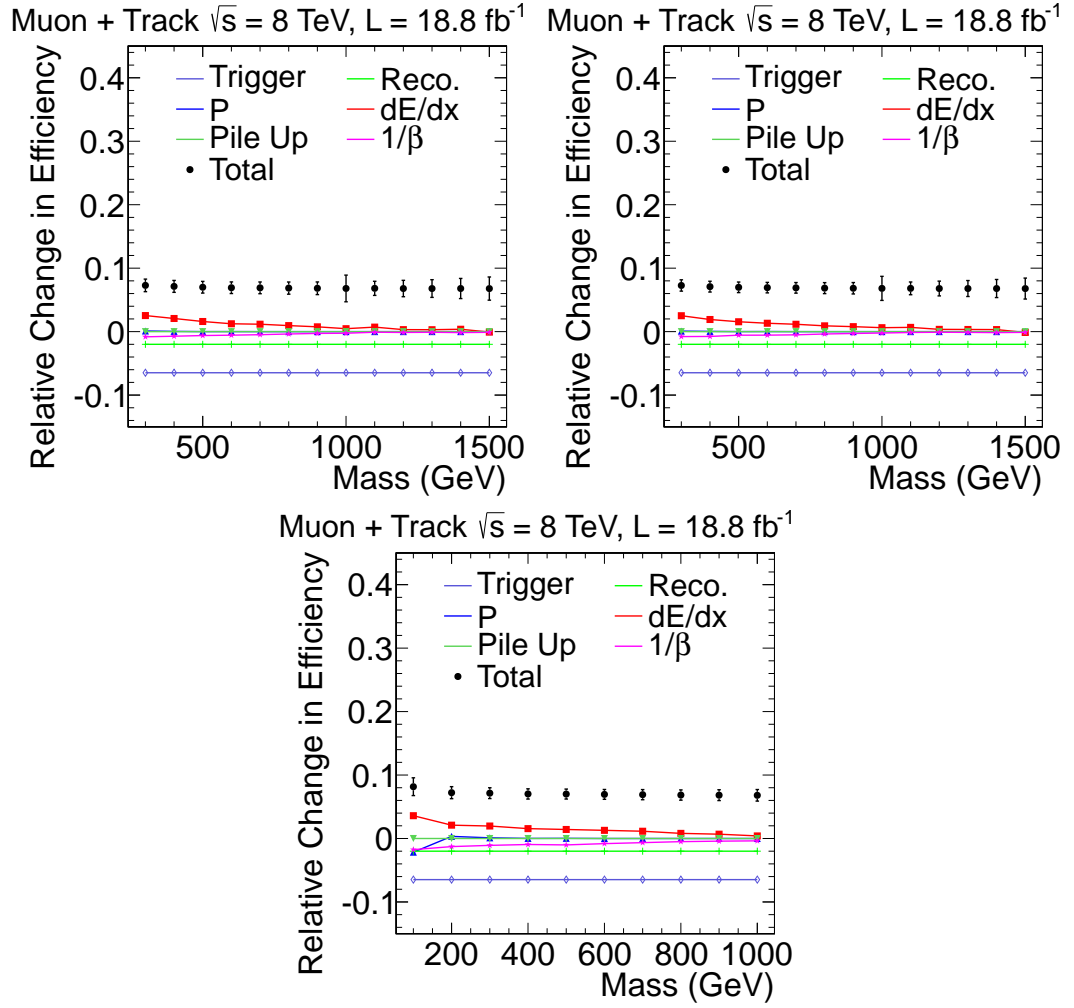 Muon + Track √s = 8 TeV, L = 18.8 fb⁻¹
Relative Change in Efficiency
0.4
0.3
0.2
0.1
0
-0.1
Trigger
P
Pile Up
Total
Reco.
dE/dx
1/β
500
1000
1500
Mass (GeV)
Muon + Track √s = 8 TeV, L = 18.8 fb⁻¹
Relative Change in Efficiency
0.4
0.3
0.2
0.1
0
-0.1
Trigger
P
Pile Up
Total
Reco.
dE/dx
1/β
500
1000
1500
Mass (GeV)
Muon + Track √s = 8 TeV, L = 18.8 fb⁻¹
Relative Change in Efficiency
0.4
0.3
0.2
0.1
0
-0.1
Trigger
P
Pile Up
Total
Reco.
dE/dx
1/β
200
400
600
800
1000
Mass (GeV)